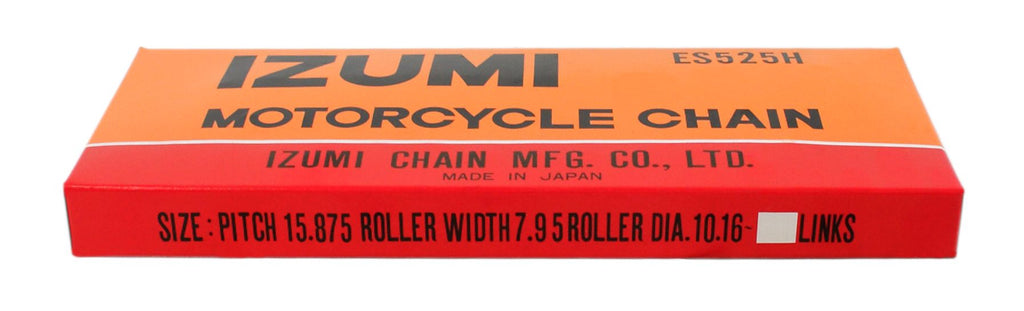 IZUMI ES525H
MOTORCYCLE CHAIN
IZUMI CHAIN MFG. CO., LTD.
MADE IN JAPAN
SIZE: PITCH 15.875 ROLLER WIDTH 7.95 ROLLER DIA. 10.16~ LINKS